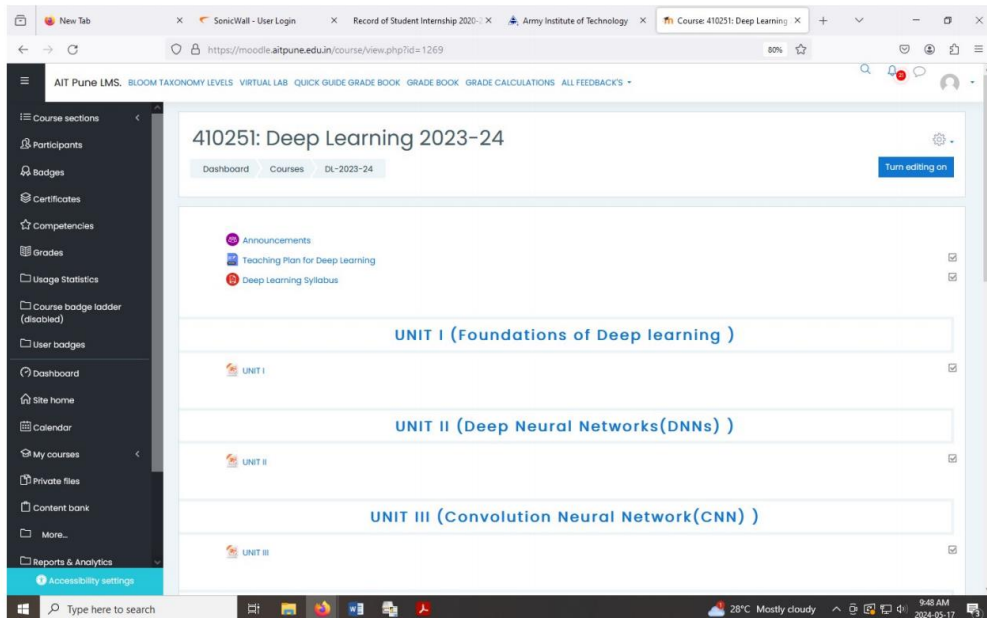 New Tab
SonicWall - User Login
Record of Student Internship 2020-
Army Institute of Technology
Course: 410251: Deep Learning
https://moodle.aitpune.edu.in/course/view.php?id=1269
80%
AIT Pune LMS. BLOOM TAXONOMY LEVELS VIRTUAL LAB QUICK GUIDE GRADE BOOK GRADE BOOK GRADE CALCULATIONS ALL FEEDBACK'S
Course sections
Participants
Badges
Certificates
Competencies
Grades
Usage Statistics
Course badge ladder
(disabled)
User badges
Dashboard
Site home
Calendar
My courses
Private files
Content bank
More...
Reports & Analytics
Accessibility settings
410251: Deep Learning 2023-24
Dashboard Courses DL-2023-24
Turn editing on
Announcements
Teaching Plan for Deep Learning
Deep Learning Syllabus
UNIT I (Foundations of Deep learning )
UNIT I
UNIT II (Deep Neural Networks(DNNs) )
UNIT II
UNIT III (Convolution Neural Network(CNN) )
UNIT III
Type here to search
28°C Mostly cloudy
9:48 AM
2024-05-17